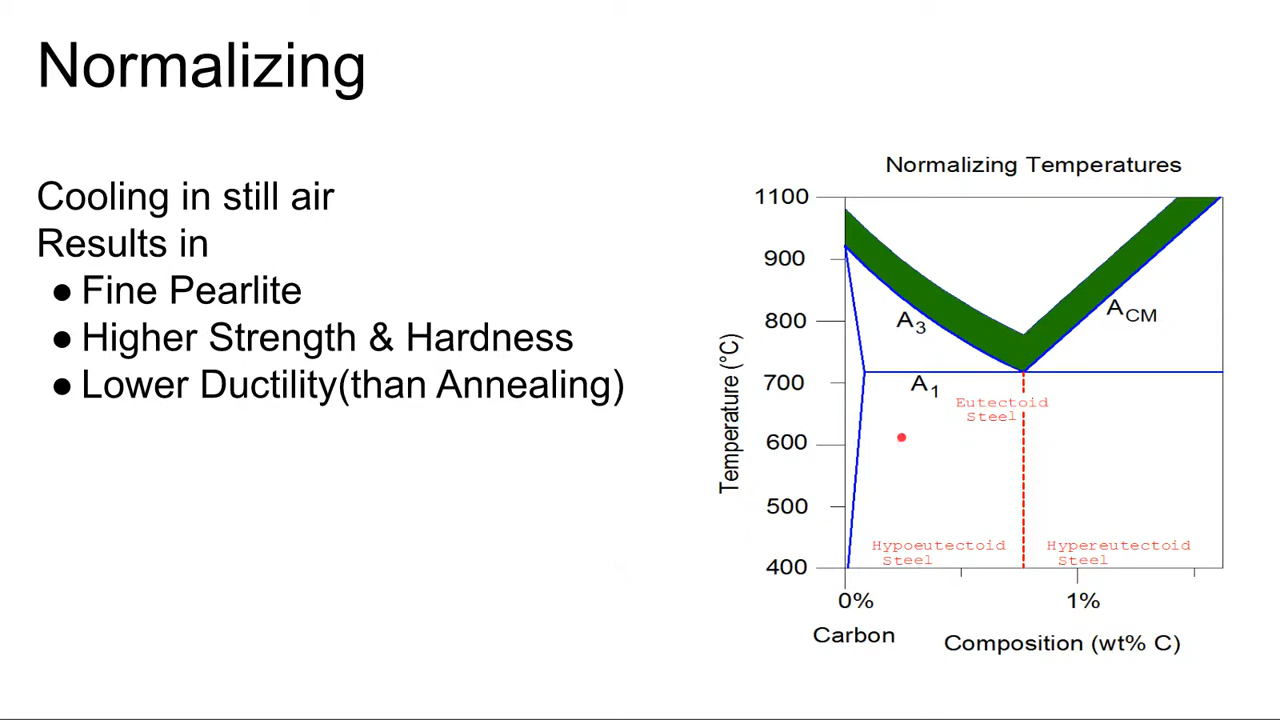 Normalizing
Cooling in still air
Results in
● Fine Pearlite
● Higher Strength & Hardness
● Lower Ductility(than Annealing)
Normalizing Temperatures
1100
900
800
700
600
500
400
Temperature (°C)
A3
ACM
A1
Eutectoid
Steel
Hypoeutectoid
Steel
Hypereutectoid
Steel
0%
1%
Carbon
Composition (wt% C)